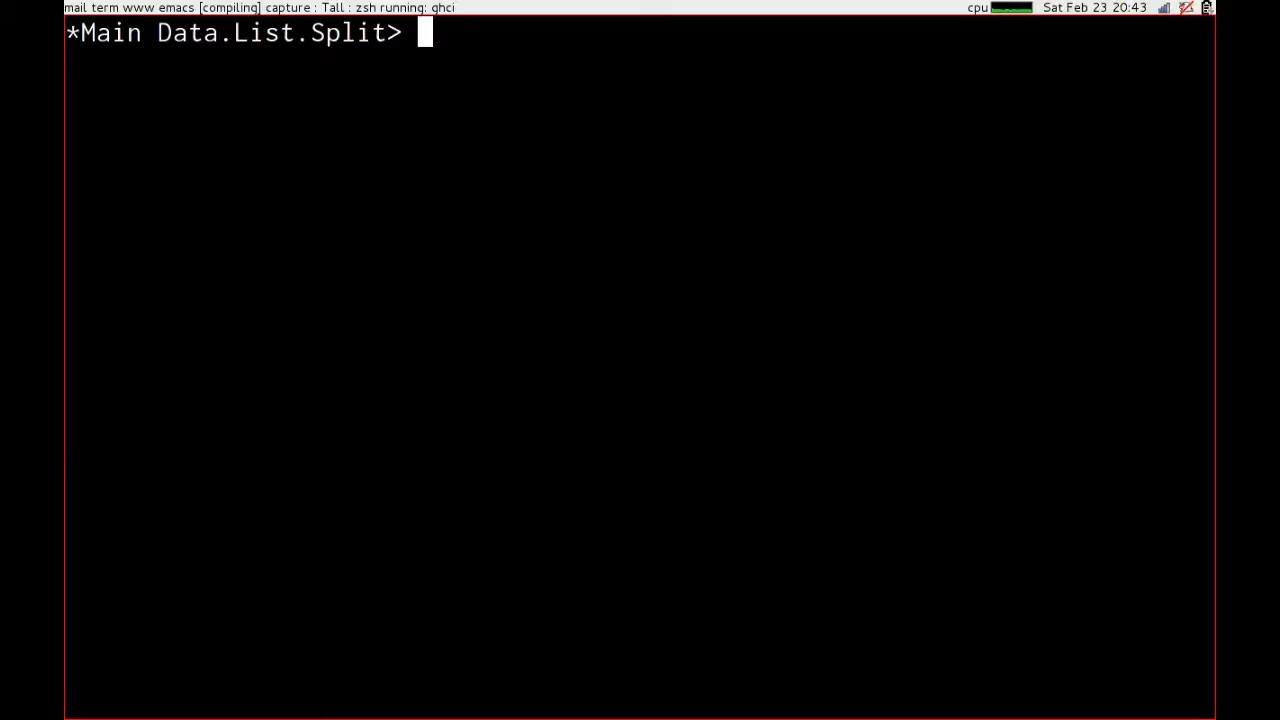 mail term www emacs [compiling] capture : Tall : zsh running: ghci cpu Sat Feb 23 20:43
*Main Data.List.Split>